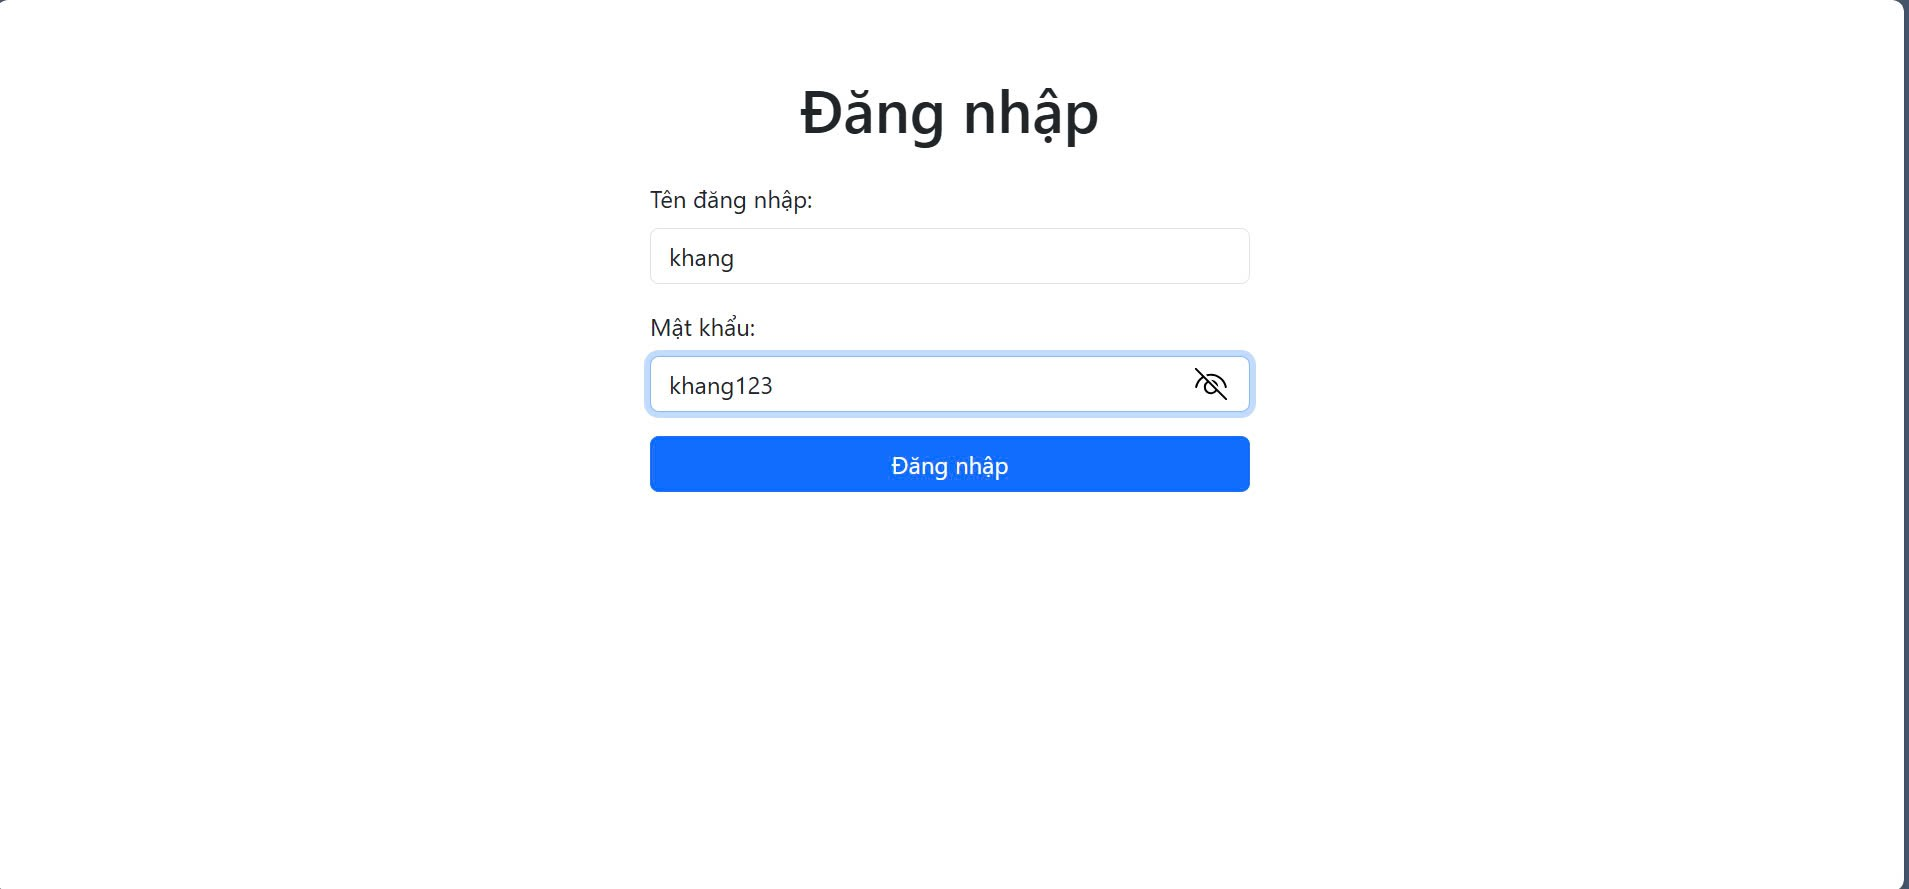 Đăng nhập
Tên đăng nhập:
khang
Mật khẩu:
khang123
Đăng nhập